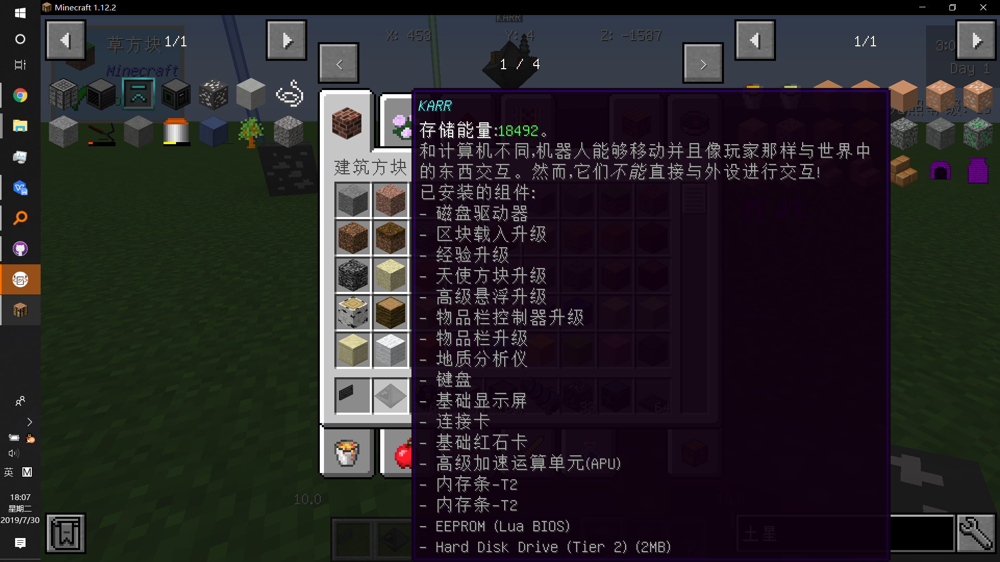 Minecraft 1.12.2
KARR
草方块
1/1
Minecraft
X: 453
Y: 4
Z: -1587
<
1 / 4
>
1/1
3:0
Day 1
建筑方块
KARR
存储能量:18492。
和计算机不同,机器人能够移动并且像玩家那样与世界中
的东西交互。然而,它们不能直接与外设进行交互!
已安装的组件:
- 磁盘驱动器
- 区块载入升级
- 经验升级
- 天使方块升级
- 高级悬浮升级
- 物品栏控制器升级
- 物品栏升级
- 地质分析仪
- 键盘
- 基础显示屏
- 连接卡
- 基础红石卡
- 高级加速运算单元(APU)
- 内存条-T2
- 内存条-T2
- EEPROM (Lua BIOS)
- Hard Disk Drive (Tier 2) (2MB)
33
64
10.0
土星
英
M
18:07
星期二
2019/7/30